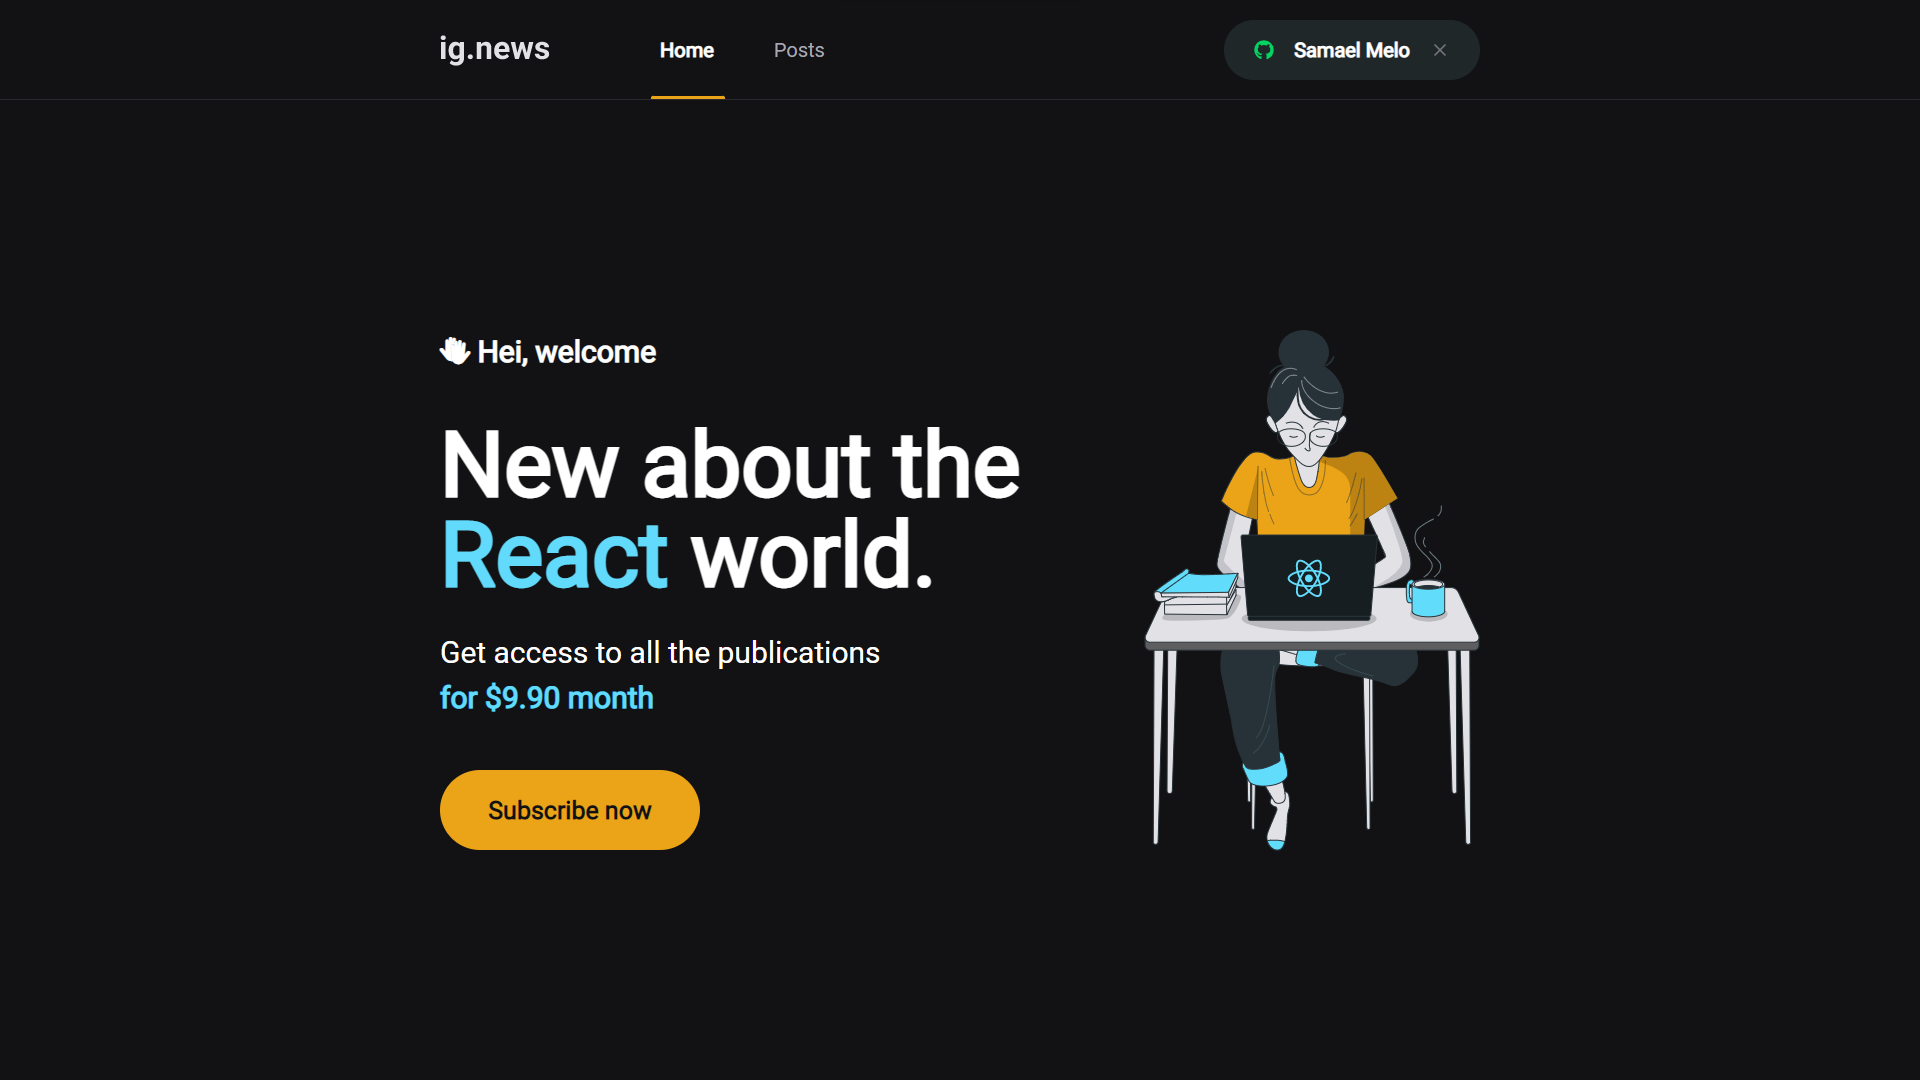 ig.news
Home
Posts
Samael Melo
👋 Hei, welcome
New about the
React world.
Get access to all the publications
for $9.90 month
Subscribe now